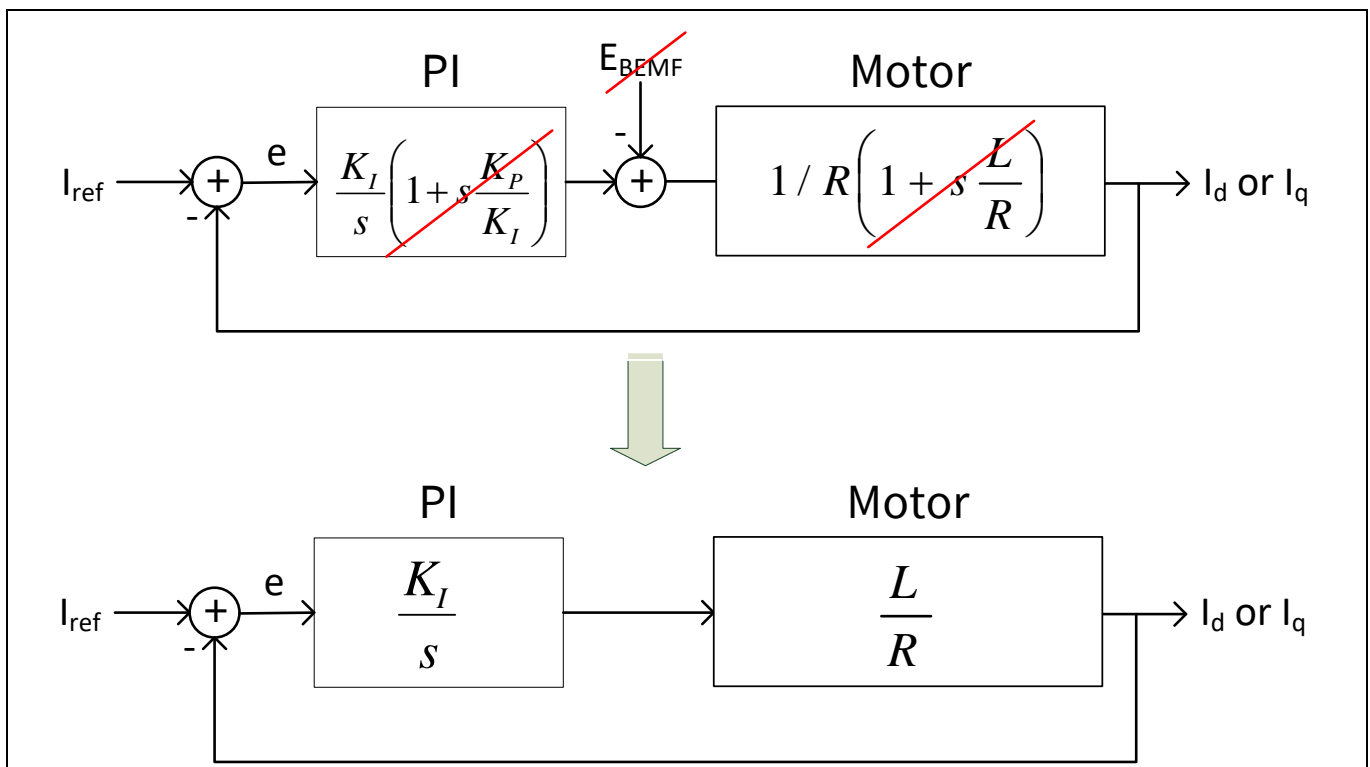 PI
E_BEMF
Motor
I_ref
+
-
e
K_I / s ( 1 + s K_P / K_I )
-
+
1 / R ( 1 + s L / R )
I_d or I_q
PI
Motor
I_ref
+
-
e
K_I / s
L / R
I_d or I_q